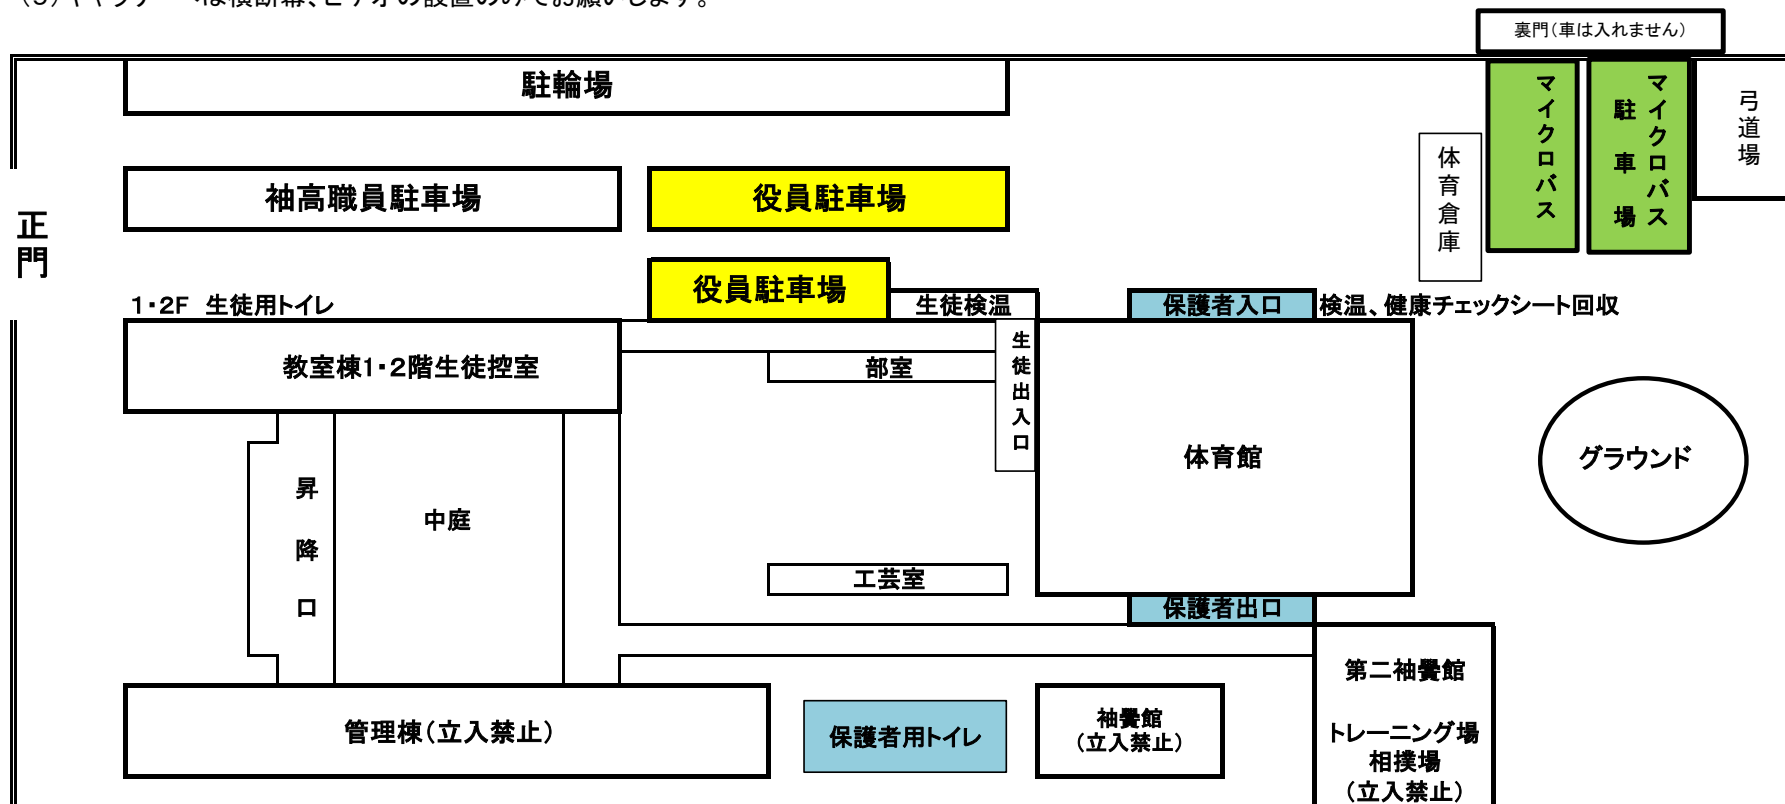 裏門(車は入れません)
駐輪場
マイクロバス
マイクロバス
駐車場
弓道場
体育倉庫
袖高職員駐車場
役員駐車場
正門
役員駐車場
1・2F 生徒用トイレ
生徒検温
保護者入口
検温、健康チェックシート回収
教室棟1・2階生徒控室
部室
生徒出入口
体育館
グラウンド
昇降口
中庭
工芸室
保護者出口
第二袖黌館
トレーニング場
相撲場
(立入禁止)
管理棟(立入禁止)
保護者用トイレ
袖黌館
(立入禁止)